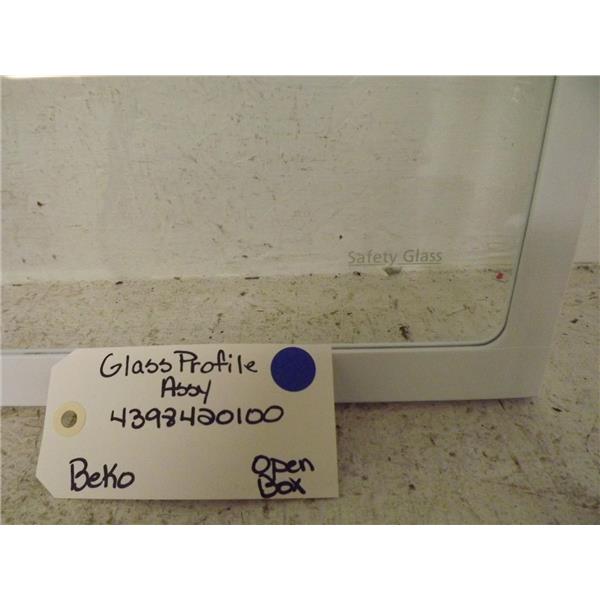 Safety Glass
Glass Profile
Assy
4398420100
Beko
Open
Box